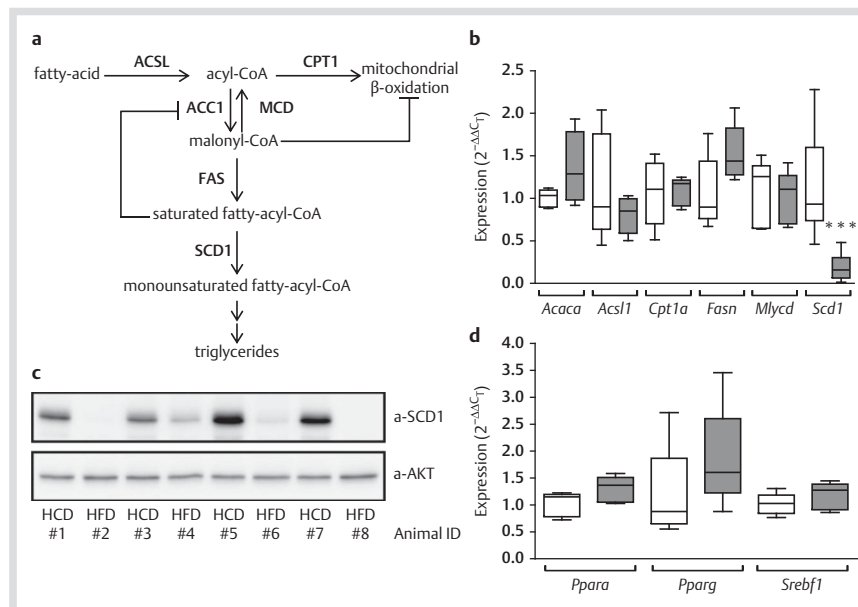 a
fatty-acid ACSL acyl-CoA CPT1 mitochondrial
β-oxidation
ACC1 MCD
malonyl-CoA
FAS
saturated fatty-acyl-CoA
SCD1
monounsaturated fatty-acyl-CoA
triglycerides
b
Expression (2^−ΔΔC_T)
2.5
2.0
1.5
1.0
0.5
0.0
***
Acaca Acsl1 Cpt1a Fasn Mlycd Scd1
c
a-SCD1
a-AKT
HCD HFD HCD HFD HCD HFD HCD HFD
#1 #2 #3 #4 #5 #6 #7 #8 Animal ID
d
Expression (2^−ΔΔC_T)
4.0
3.5
3.0
2.5
2.0
1.5
1.0
0.5
0.0
Ppara Pparg Srebf1